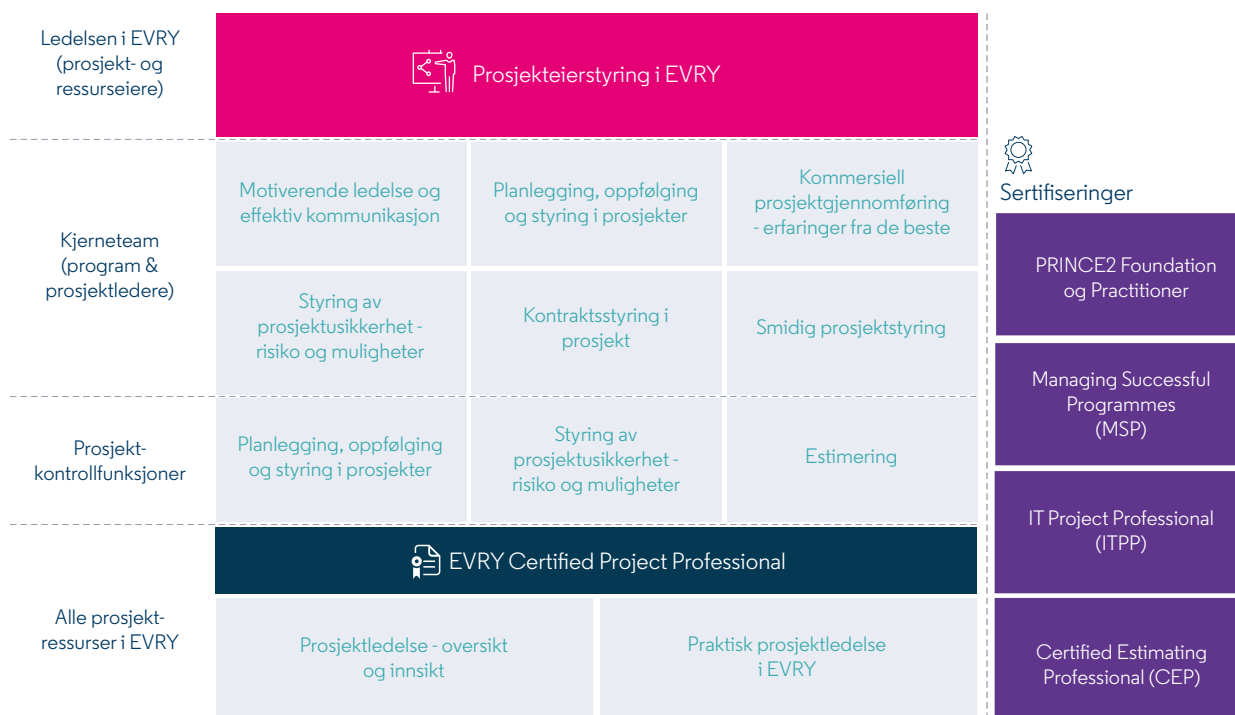 Ledelsen i EVRY
(prosjekt- og
ressurseiere)
Prosjekteierstyring i EVRY
Kjerneteam
(program &
prosjektledere)
Motiverende ledelse og
effektiv kommunikasjon
Planlegging, oppfølging
og styring i prosjekter
Kommersiell
prosjektgjennomføring
- erfaringer fra de beste
Styring av
prosjektusikkerhet -
risiko og muligheter
Kontraktsstyring i
prosjekt
Smidig prosjektstyring
Prosjekt-
kontrollfunksjoner
Planlegging, oppfølging
og styring i prosjekter
Styring av
prosjektusikkerhet -
risiko og muligheter
Estimering
Alle prosjekt-
ressurser i EVRY
EVRY Certified Project Professional
Prosjektledelse - oversikt
og innsikt
Praktisk prosjektledelse
i EVRY
Sertifiseringer
PRINCE2 Foundation
og Practitioner
Managing Successful
Programmes
(MSP)
IT Project Professional
(ITPP)
Certified Estimating
Professional (CEP)